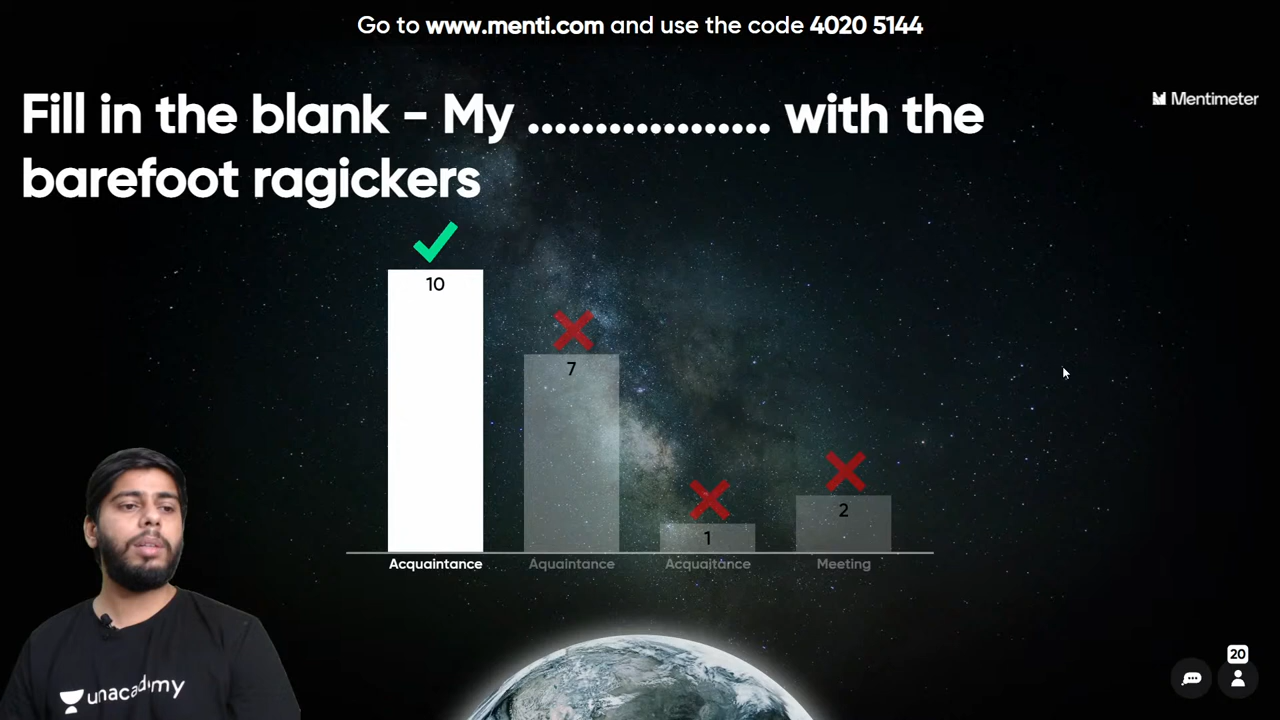 Go to www.menti.com and use the code 4020 5144
Mentimeter
Fill in the blank - My .................. with the
barefoot ragickers
10
7
1
2
Acquaintance
Aquaintance
Acquaitance
Meeting
unacademy
20